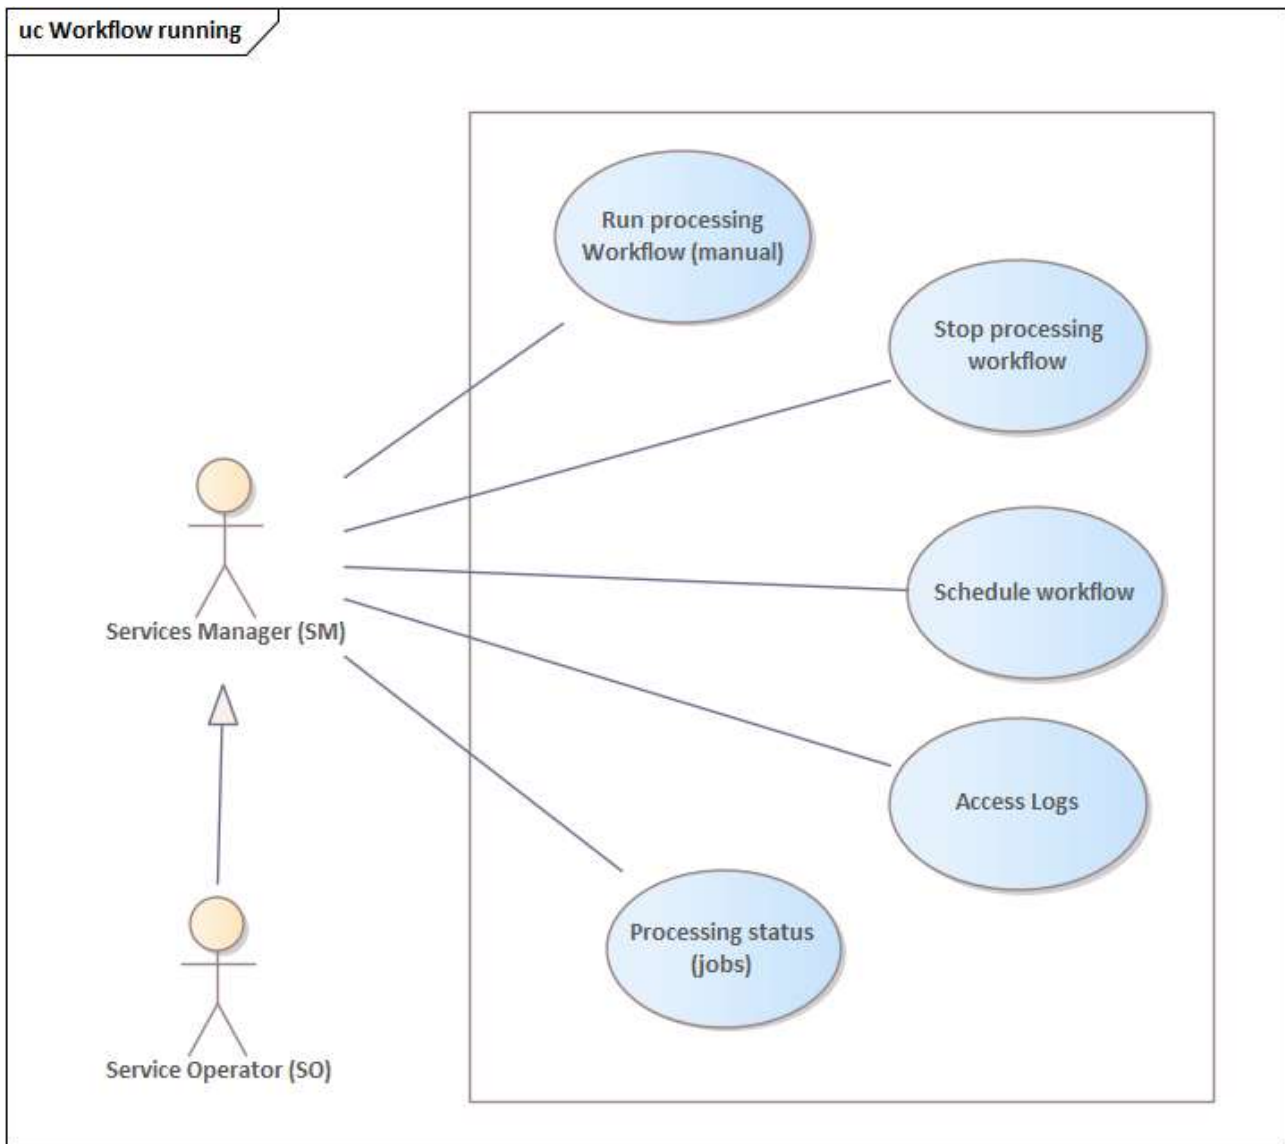 uc Workflow running
Run processing
Workflow (manual)
Stop processing
workflow
Schedule workflow
Services Manager (SM)
Access Logs
Processing status
(jobs)
Service Operator (SO)